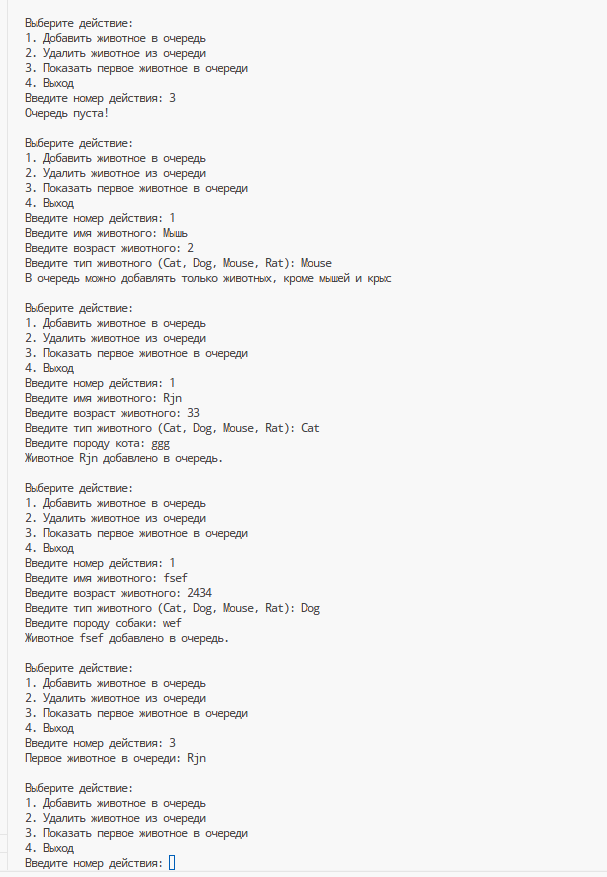 Выберите действие:
1. Добавить животное в очередь
2. Удалить животное из очереди
3. Показать первое животное в очереди
4. Выход
Введите номер действия: 3
Очередь пуста!
Выберите действие:
1. Добавить животное в очередь
2. Удалить животное из очереди
3. Показать первое животное в очереди
4. Выход
Введите номер действия: 1
Введите имя животного: Мышь
Введите возраст животного: 2
Введите тип животного (Cat, Dog, Mouse, Rat): Mouse
В очередь можно добавлять только животных, кроме мышей и крыс
Выберите действие:
1. Добавить животное в очередь
2. Удалить животное из очереди
3. Показать первое животное в очереди
4. Выход
Введите номер действия: 1
Введите имя животного: Rjn
Введите возраст животного: 33
Введите тип животного (Cat, Dog, Mouse, Rat): Cat
Введите породу кота: ggg
Животное Rjn добавлено в очередь.
Выберите действие:
1. Добавить животное в очередь
2. Удалить животное из очереди
3. Показать первое животное в очереди
4. Выход
Введите номер действия: 1
Введите имя животного: fsef
Введите возраст животного: 2434
Введите тип животного (Cat, Dog, Mouse, Rat): Dog
Введите породу собаки: wef
Животное fsef добавлено в очередь.
Выберите действие:
1. Добавить животное в очередь
2. Удалить животное из очереди
3. Показать первое животное в очереди
4. Выход
Введите номер действия: 3
Первое животное в очереди: Rjn
Выберите действие:
1. Добавить животное в очередь
2. Удалить животное из очереди
3. Показать первое животное в очереди
4. Выход
Введите номер действия: